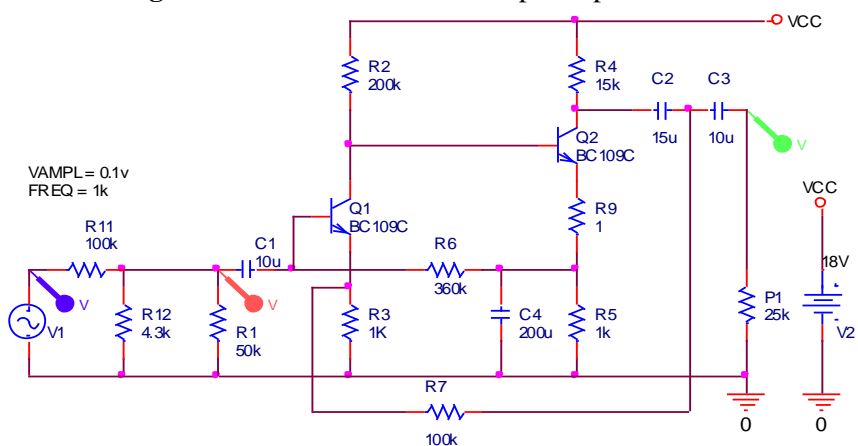 VCC
R2
200k
R4
15k
C2
15u
C3
10u
V
Q2
BC109C
VAMPL = 0.1v
FREQ = 1k
R11
100k
C1
10u
Q1
BC109C
R9
1
VCC
V
V1
R12
4.3k
V
R1
50k
R6
360k
R3
1K
C4
200u
R5
1k
P1
25k
18V
V2
R7
100k
0
0